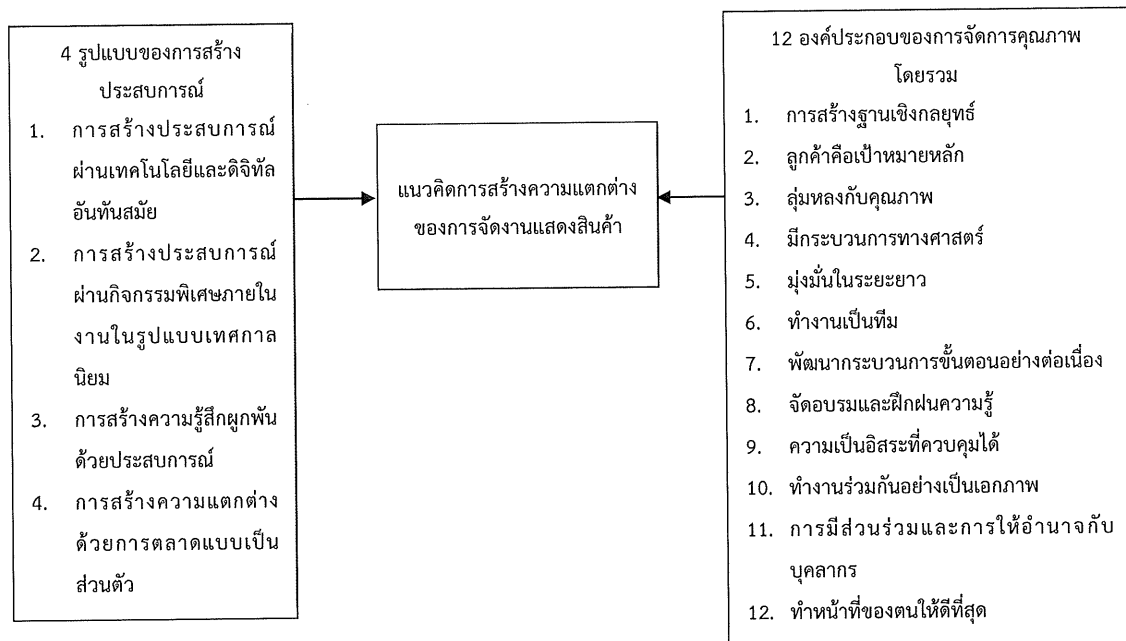 4 รูปแบบของการสร้าง
ประสบการณ์
1. การสร้างประสบการณ์
ผ่านเทคโนโลยีและดิจิทัล
อันทันสมัย
2. การสร้างประสบการณ์
ผ่านกิจกรรมพิเศษภายใน
งานในรูปแบบเทศกาล
นิยม
3. การสร้างความรู้สึกผูกพัน
ด้วยประสบการณ์
4. การสร้างความแตกต่าง
ด้วยการตลาดแบบเป็น
ส่วนตัว
แนวคิดการสร้างความแตกต่าง
ของการจัดงานแสดงสินค้า
12 องค์ประกอบของการจัดการคุณภาพ
โดยรวม
1. การสร้างฐานเชิงกลยุทธ์
2. ลูกค้าคือเป้าหมายหลัก
3. ลุ่มหลงกับคุณภาพ
4. มีกระบวนการทางศาสตร์
5. มุ่งมั่นในระยะยาว
6. ทำงานเป็นทีม
7. พัฒนากระบวนการขั้นตอนอย่างต่อเนื่อง
8. จัดอบรมและฝึกฝนความรู้
9. ความเป็นอิสระที่ควบคุมได้
10. ทำงานร่วมกันอย่างเป็นเอกภาพ
11. การมีส่วนร่วมและการให้อำนาจกับ
บุคลากร
12. ทำหน้าที่ของตนให้ดีที่สุด